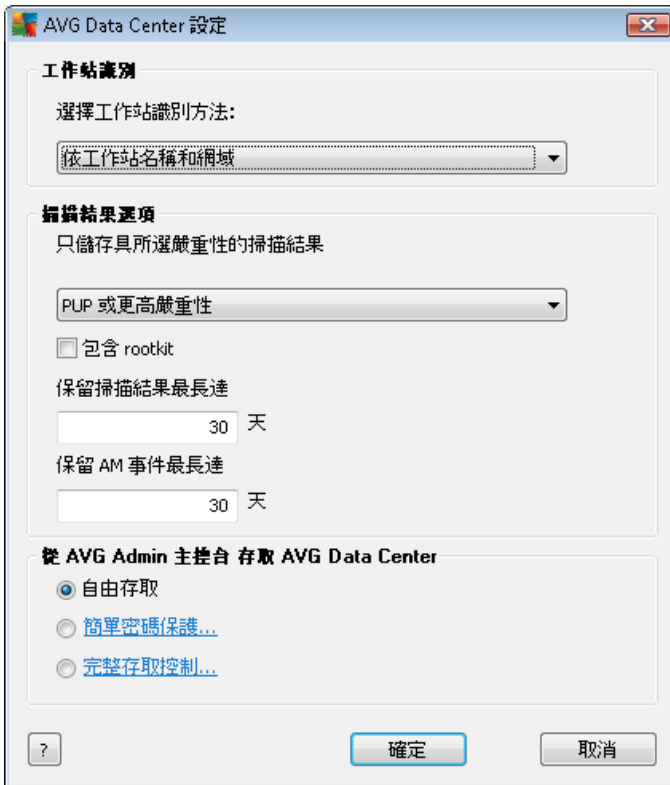 AVG Data Center 設定
工作站識別
選擇工作站識別方法:
依工作站名稱和網域
掃描結果選項
只儲存具所選嚴重性的掃描結果
PUP 或更高嚴重性
包含 rootkit
保留掃描結果最長達
30 天
保留 AM 事件最長達
30 天
從 AVG Admin 主控台 存取 AVG Data Center
自由存取
簡單密碼保護...
完整存取控制...
? 確定 取消